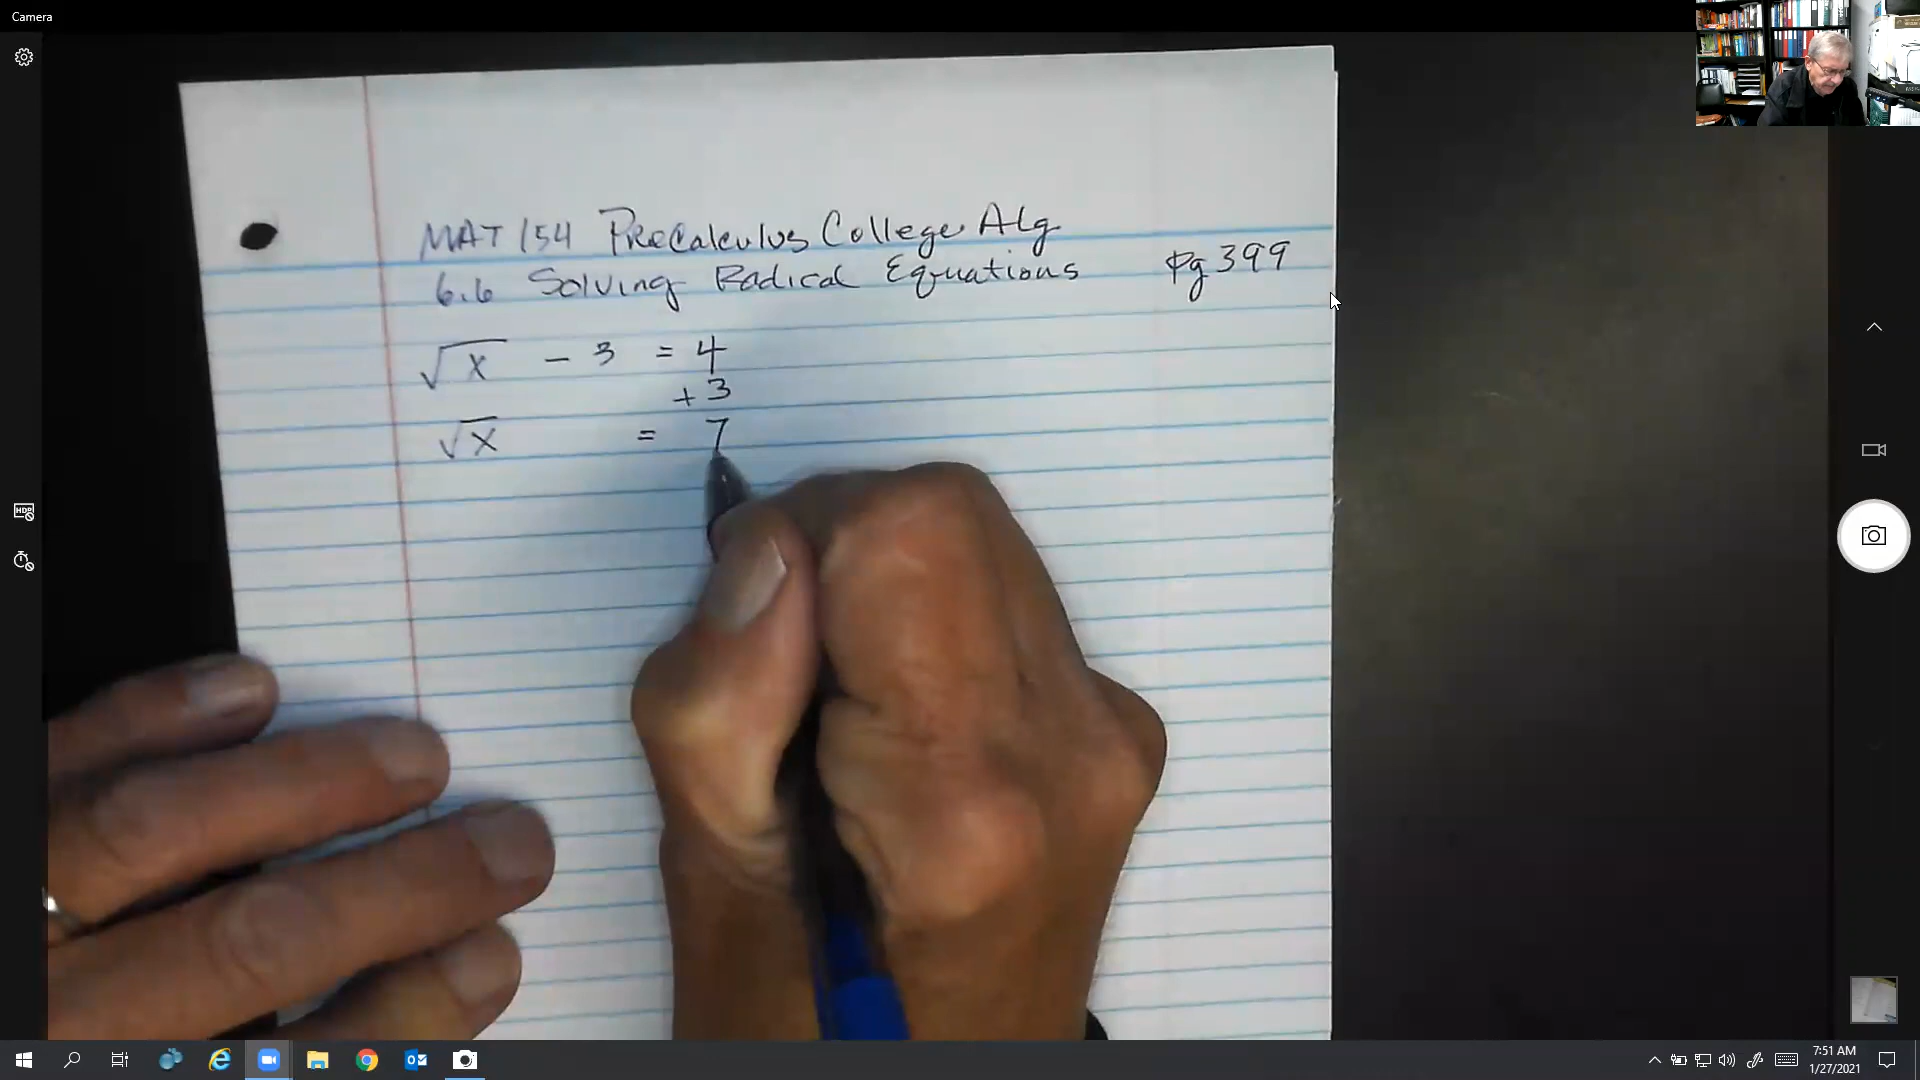 Camera
MAT 154 PreCalculus College Alg
6.6 Solving Radical Equations pg 399
√x - 3 = 4
+ 3
√x = 7
7:51 AM
1/27/2021